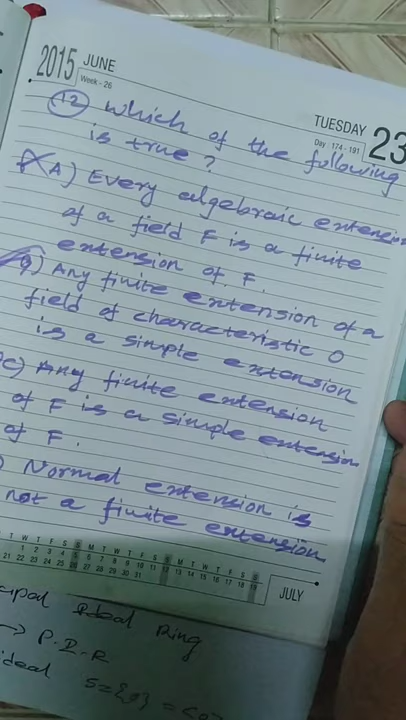 2015 JUNE
Week - 26
TUESDAY 23
Day : 174 - 191
(12) Which of the following
is true ?
(A) Every algebraic extension
of a field F is a finite
extension of F.
Any finite extension of a
field of characteristic 0
is a simple extension
C) Any finite extension
of F is a simple extension
of F.
) Normal extension is
not a finite extension
JULY
Ideal Ring
→ P.I.R
ideal S = {0} =